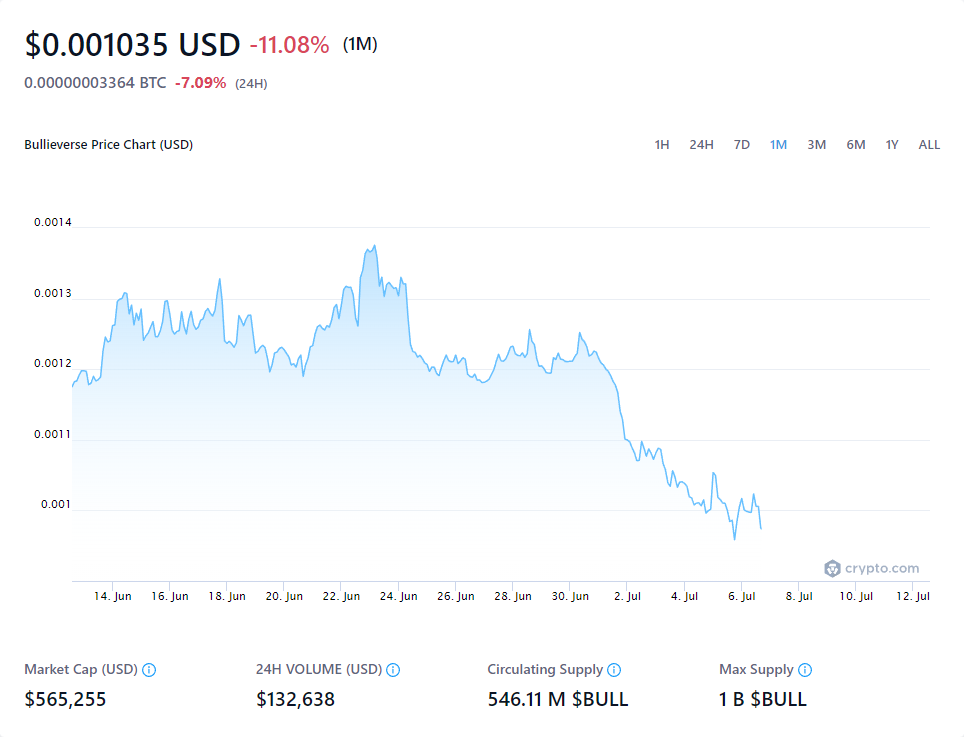 $0.001035 USD -11.08% (1M)
0.00000003364 BTC -7.09% (24H)
Bullieverse Price Chart (USD) 1H 24H 7D 1M 3M 6M 1Y ALL
0.0014
0.0013
0.0012
0.0011
0.001
crypto.com
14. Jun 16. Jun 18. Jun 20. Jun 22. Jun 24. Jun 26. Jun 28. Jun 30. Jun 2. Jul 4. Jul 6. Jul 8. Jul 10. Jul 12. Jul
Market Cap (USD) 24H VOLUME (USD) Circulating Supply Max Supply
$565,255 $132,638 546.11 M $BULL 1 B $BULL